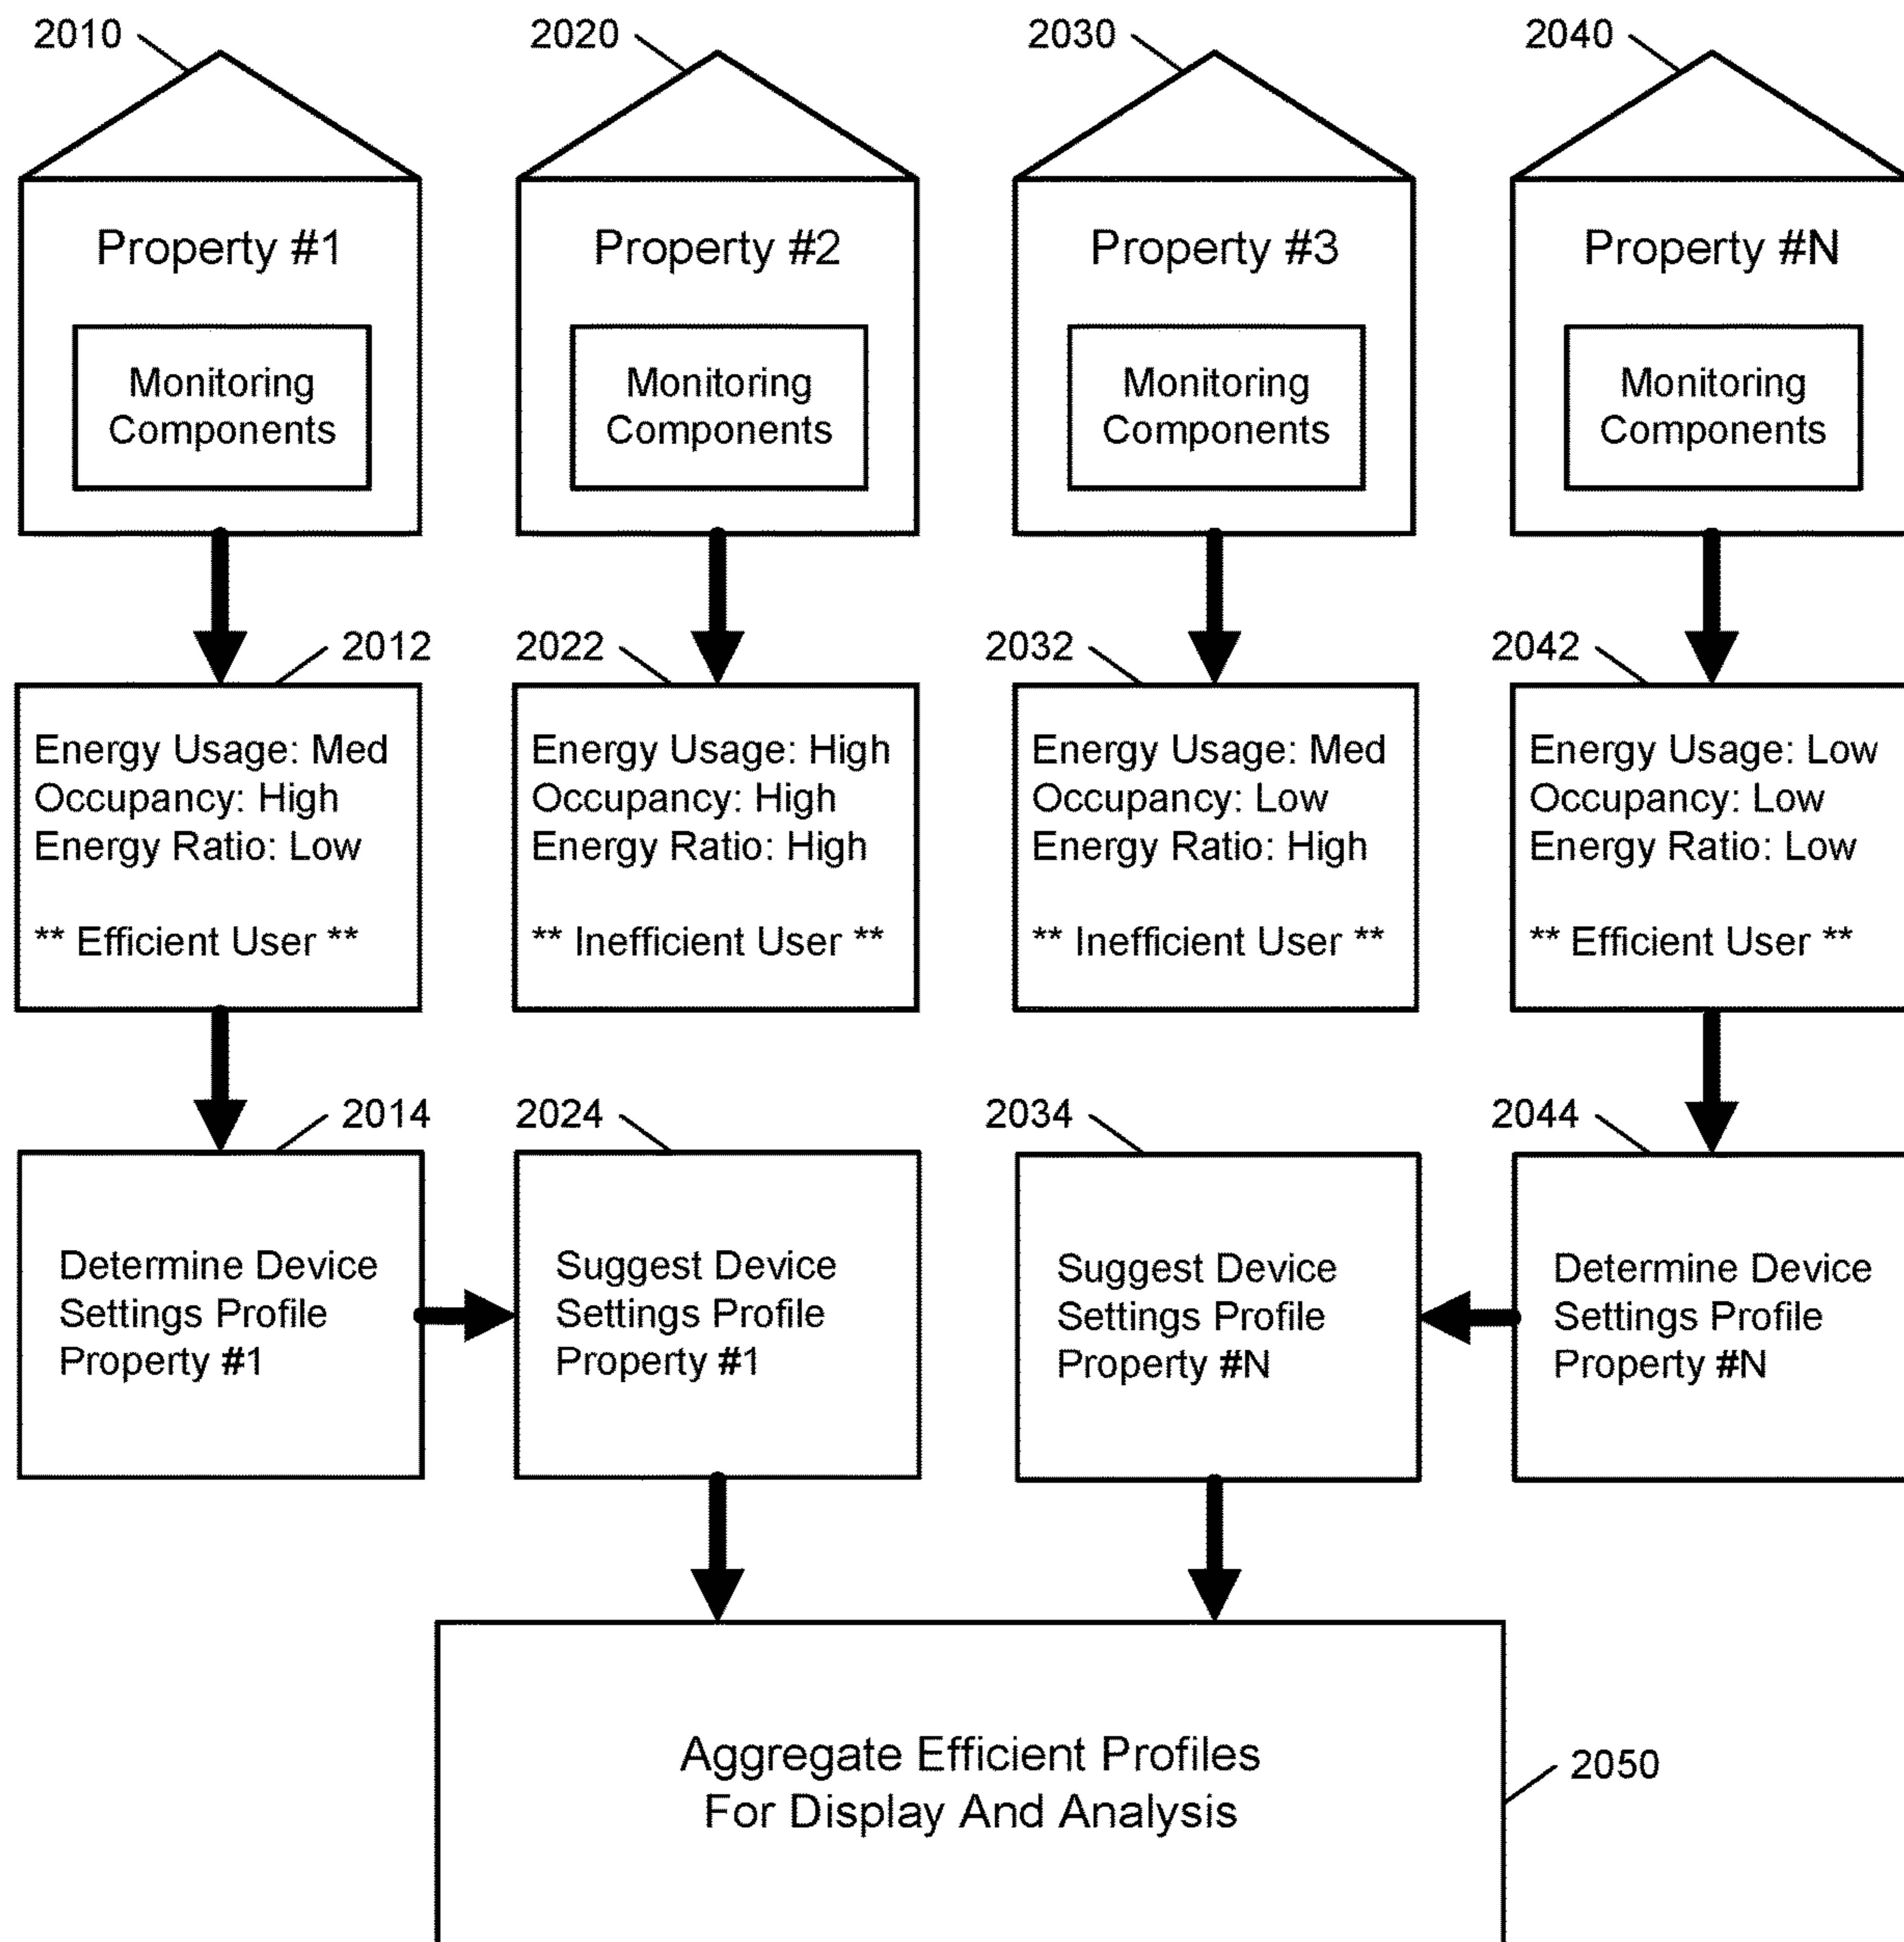 2010
2020
2030
2040
Property #1
Property #2
Property #3
Property #N
Monitoring
Components
Monitoring
Components
Monitoring
Components
Monitoring
Components
2012
2022
2032
2042
Energy Usage: Med
Occupancy: High
Energy Ratio: Low
** Efficient User **
Energy Usage: High
Occupancy: High
Energy Ratio: High
** Inefficient User **
Energy Usage: Med
Occupancy: Low
Energy Ratio: High
** Inefficient User **
Energy Usage: Low
Occupancy: Low
Energy Ratio: Low
** Efficient User **
2014
2024
2034
2044
Determine Device
Settings Profile
Property #1
Suggest Device
Settings Profile
Property #1
Suggest Device
Settings Profile
Property #N
Determine Device
Settings Profile
Property #N
Aggregate Efficient Profiles
For Display And Analysis
2050